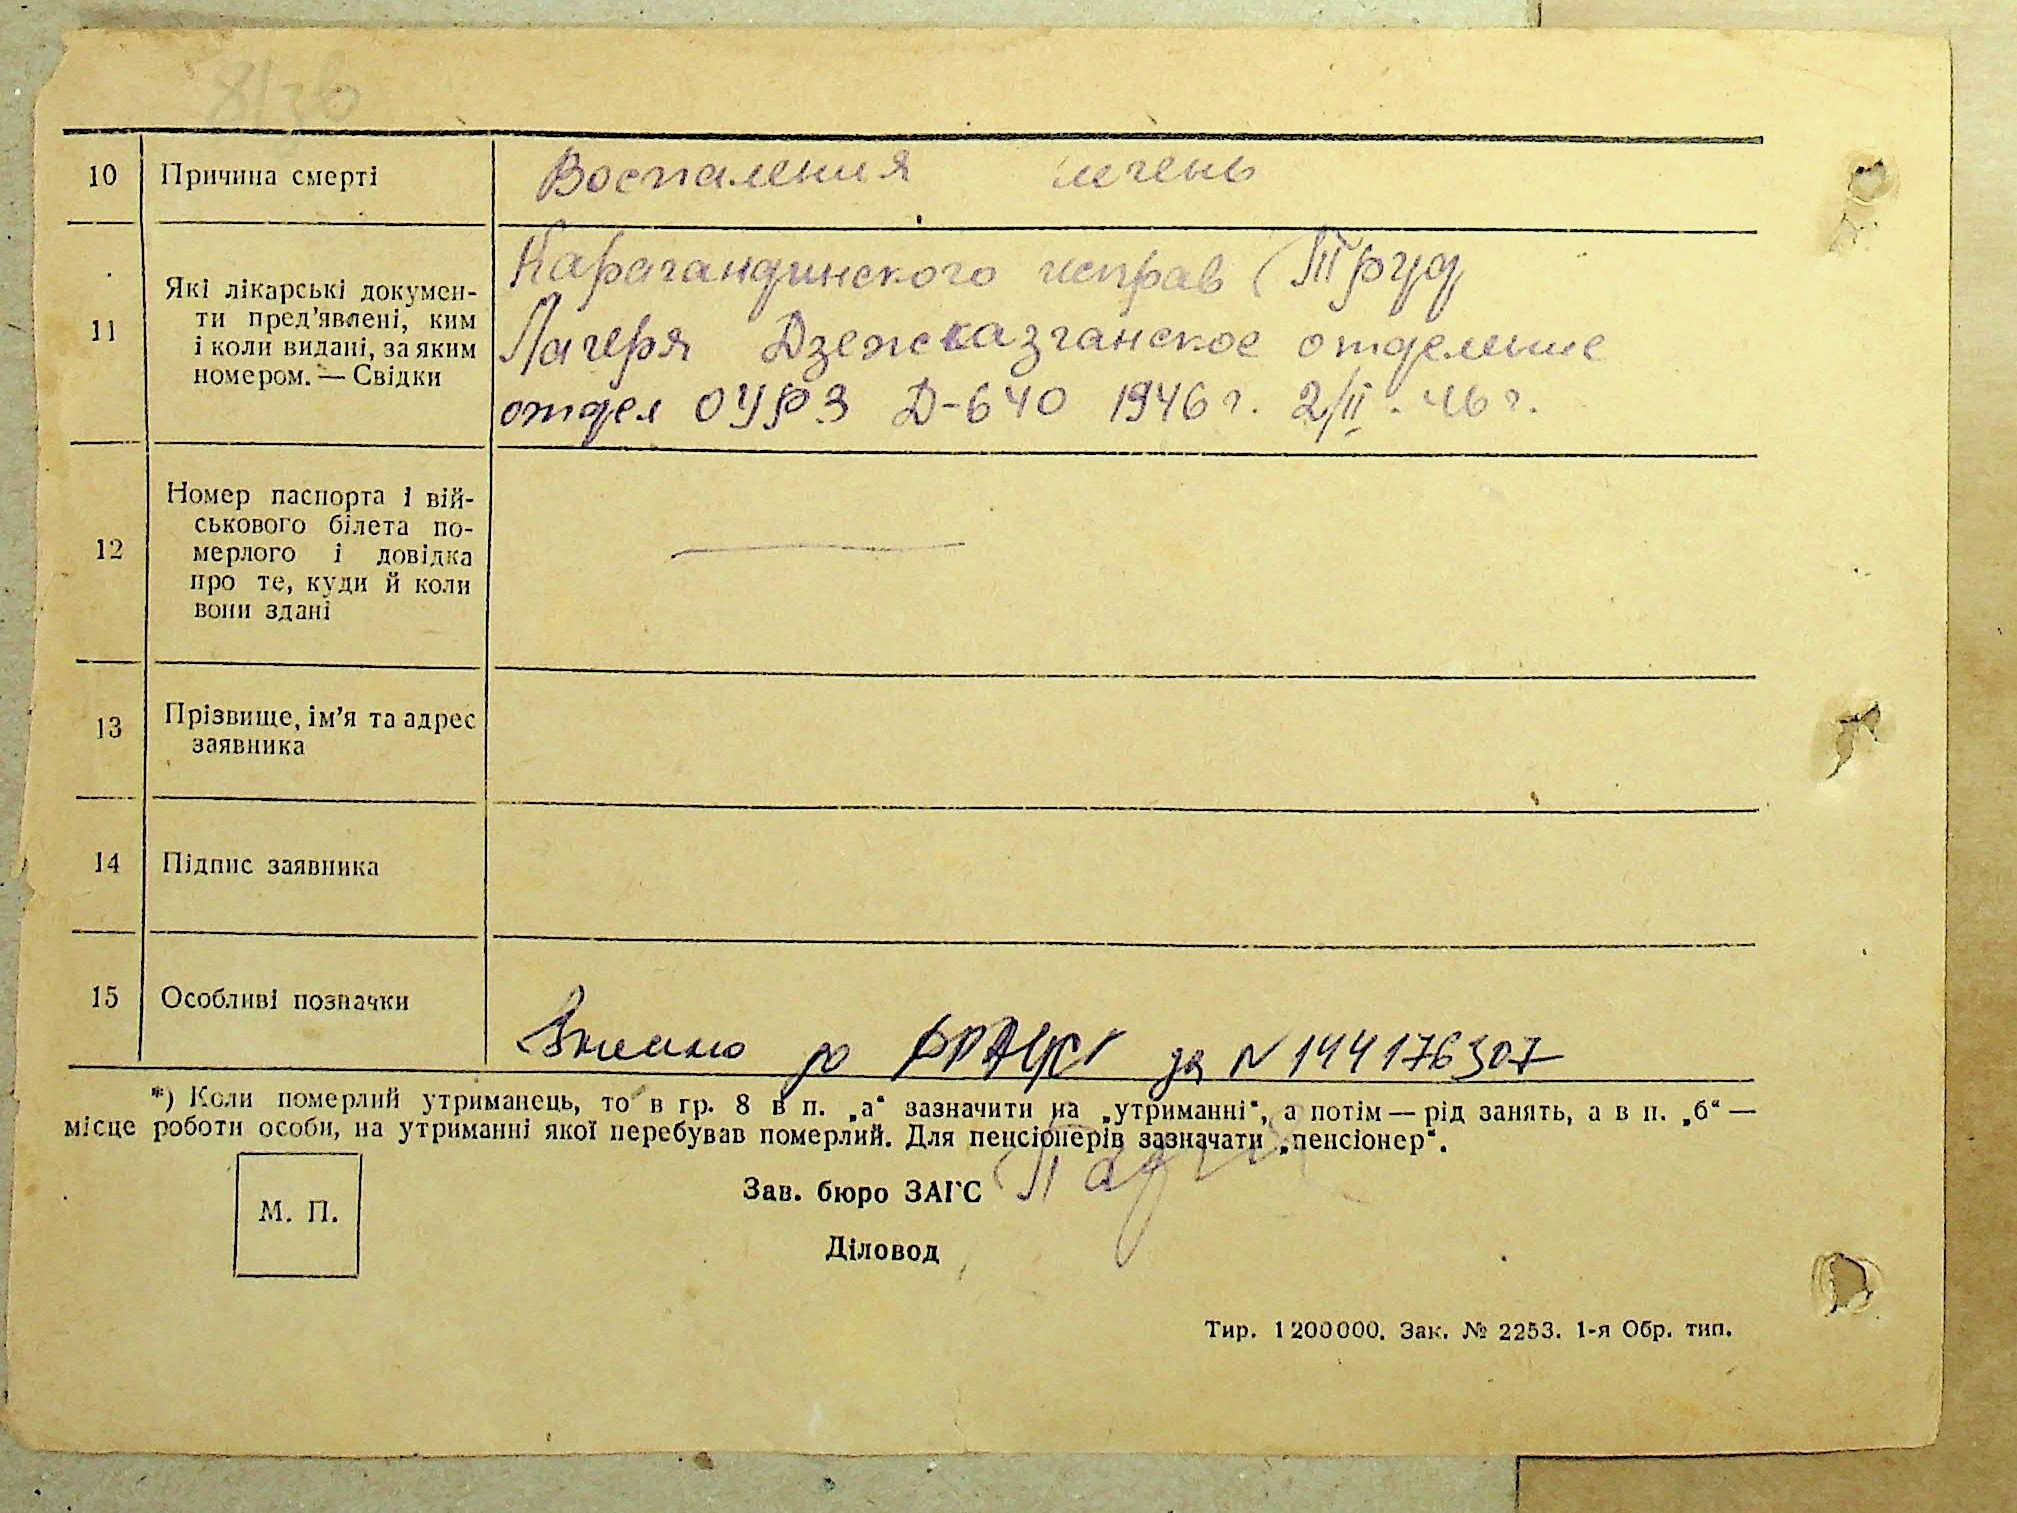 10 Причина смерті Воспаления печень
Карагандинского исправ Труд
11 Які лікарські докумен-
ти пред'явлені, ким
і коли видані, за яким
номером. — Свідки
Лагеря Дзежказганское отделение
отдел ОУРЗ Д-640 1946 г. 2/II. 46 г.
12 Номер паспорта і вій-
ськового білета по-
мерлого і довідка
про те, куди й коли
вони здані
13 Прізвище, ім'я та адрес
заявника
14 Підпис заявника
15 Особливі позначки
до ДРАЦСГ за N 144176307
*) Коли померлий утриманець, то в гр. 8 в п. „а“ зазначити на „утриманні“, а потім — рід занять, а в п. „б“ —
місце роботи особи, на утриманні якої перебував померлий. Для пенсіонерів зазначати „пенсіонер“.
М. П.
Зав. бюро ЗАГС
Діловод
Тир. 1200000. Зак. № 2253. 1-я Обр. тип.